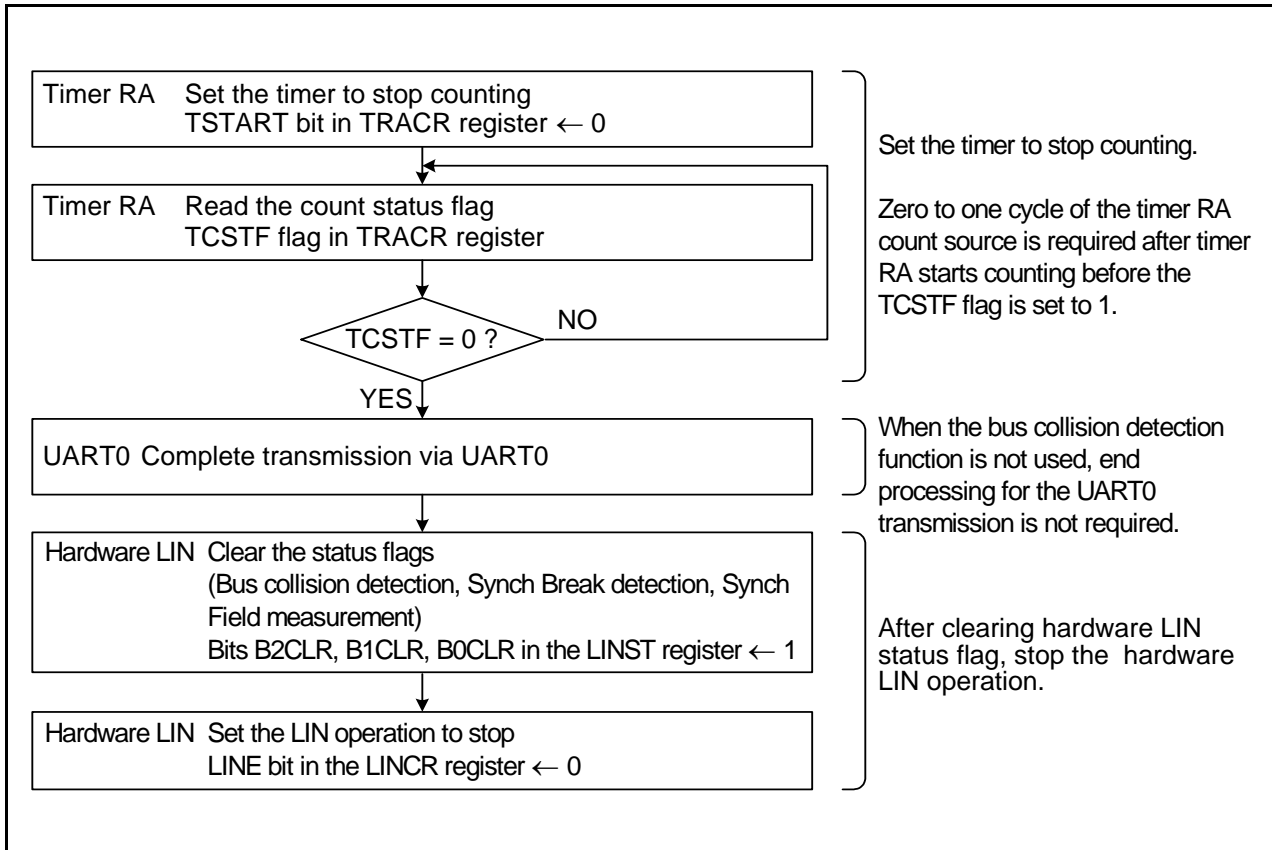 Timer RA Set the timer to stop counting
TSTART bit in TRACR register ← 0
Timer RA Read the count status flag
TCSTF flag in TRACR register
TCSTF = 0 ?
NO
YES
Set the timer to stop counting.
Zero to one cycle of the timer RA
count source is required after timer
RA starts counting before the
TCSTF flag is set to 1.
UART0 Complete transmission via UART0
When the bus collision detection
function is not used, end
processing for the UART0
transmission is not required.
Hardware LIN Clear the status flags
(Bus collision detection, Synch Break detection, Synch
Field measurement)
Bits B2CLR, B1CLR, B0CLR in the LINST register ← 1
Hardware LIN Set the LIN operation to stop
LINE bit in the LINCR register ← 0
After clearing hardware LIN
status flag, stop the hardware
LIN operation.